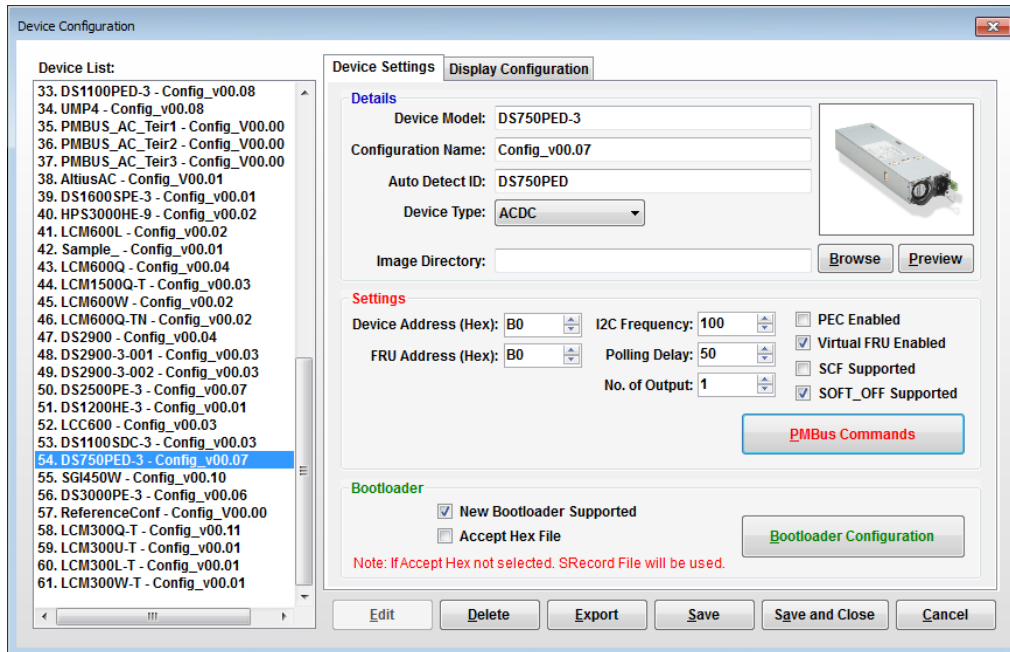 Device Configuration
Device List:
33. DS1100PED-3 - Config_v00.08
34. UMP4 - Config_v00.08
35. PMBUS_AC_Teir1 - Config_V00.00
36. PMBUS_AC_Teir2 - Config_V00.00
37. PMBUS_AC_Teir3 - Config_V00.00
38. AltiusAC - Config_V00.01
39. DS1600SPE-3 - Config_v00.01
40. HPS3000HE-9 - Config_v00.02
41. LCM600L - Config_v00.02
42. Sample_ - Config_v00.01
43. LCM600Q - Config_v00.04
44. LCM1500Q-T - Config_v00.03
45. LCM600W - Config_v00.02
46. LCM600Q-TN - Config_v00.02
47. DS2900 - Config_v00.04
48. DS2900-3-001 - Config_v00.03
49. DS2900-3-002 - Config_v00.03
50. DS2500PE-3 - Config_v00.07
51. DS1200HE-3 - Config_v00.01
52. LCC600 - Config_v00.03
53. DS1100SDC-3 - Config_v00.03
54. DS750PED-3 - Config_v00.07
55. SGI450W - Config_v00.10
56. DS3000PE-3 - Config_v00.06
57. ReferenceConf - Config_V00.00
58. LCM300Q-T - Config_v00.11
59. LCM300U-T - Config_v00.01
60. LCM300L-T - Config_v00.01
61. LCM300W-T - Config_v00.01
Device Settings Display Configuration
Details
Device Model: DS750PED-3
Configuration Name: Config_v00.07
Auto Detect ID: DS750PED
Device Type: ACDC
Image Directory: Browse Preview
Settings
Device Address (Hex): B0 I2C Frequency: 100 PEC Enabled
Virtual FRU Enabled
FRU Address (Hex): B0 Polling Delay: 50
SCF Supported
No. of Output: 1 SOFT_OFF Supported
PMBus Commands
Bootloader
New Bootloader Supported
Accept Hex File Bootloader Configuration
Note: If Accept Hex not selected. SRecord File will be used.
Edit Delete Export Save Save and Close Cancel